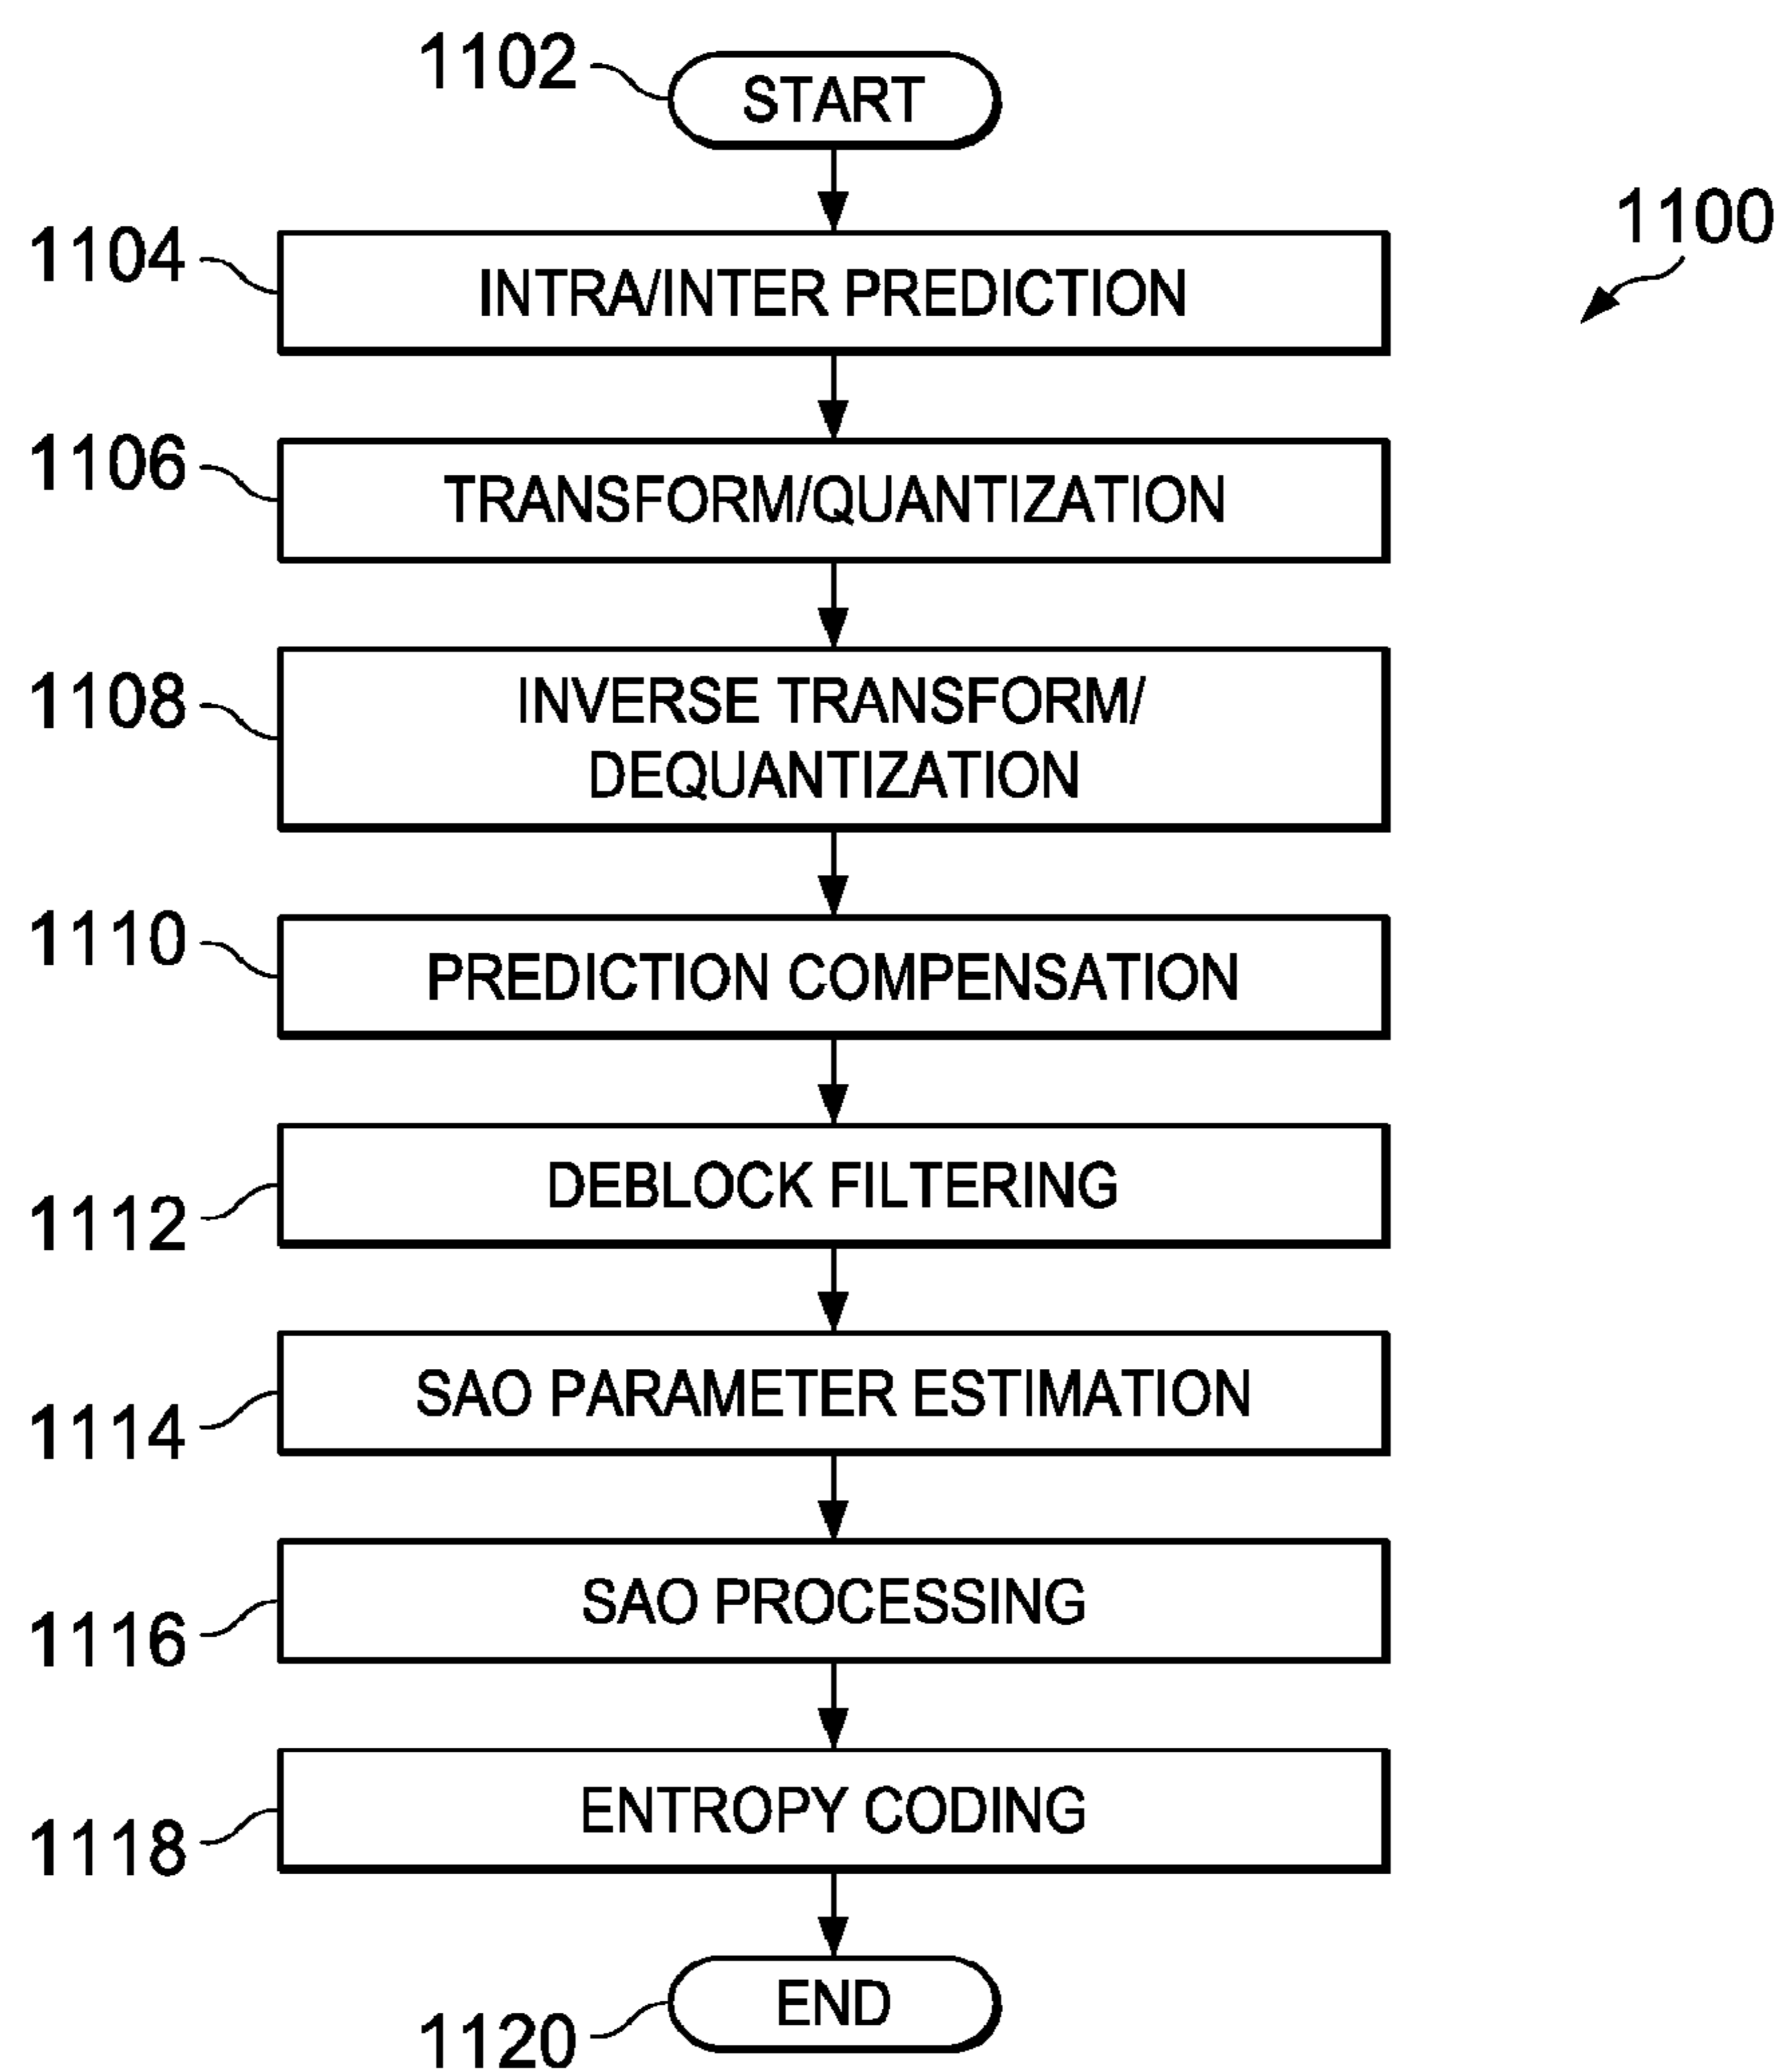 1102
START
1100
1104
INTRA/INTER PREDICTION
1106
TRANSFORM/QUANTIZATION
1108
INVERSE TRANSFORM/
DEQUANTIZATION
1110
PREDICTION COMPENSATION
1112
DEBLOCK FILTERING
1114
SAO PARAMETER ESTIMATION
1116
SAO PROCESSING
1118
ENTROPY CODING
1120
END